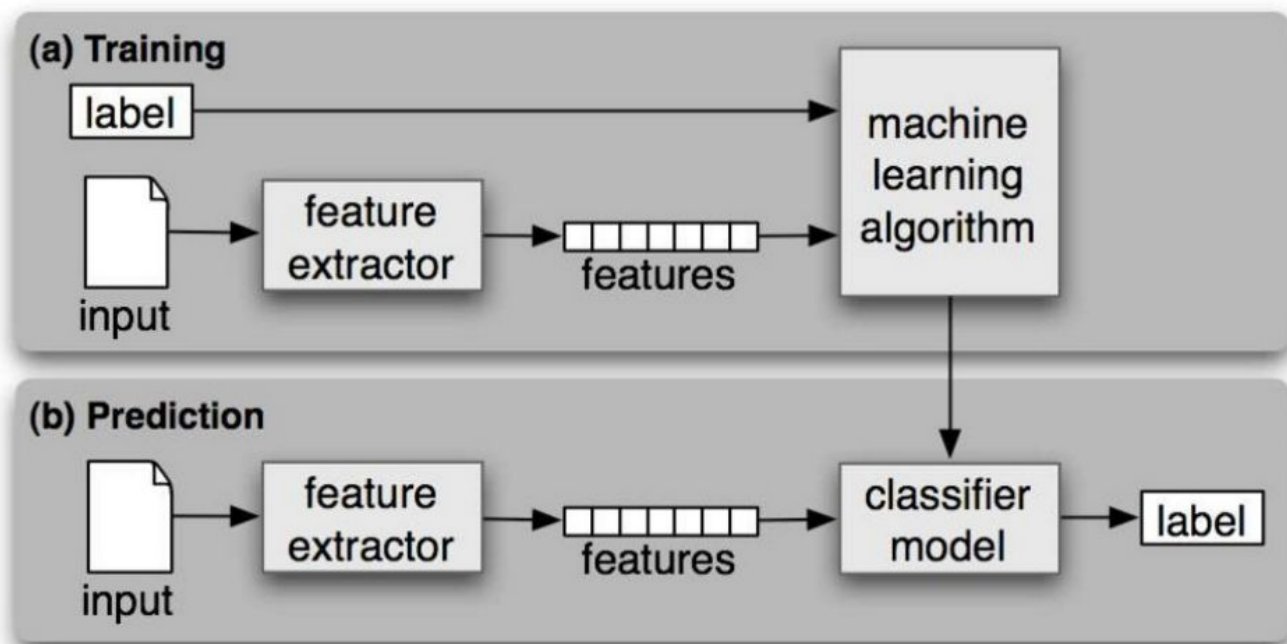 (a) Training
label
machine
learning
algorithm
feature
extractor
features
input
(b) Prediction
feature
extractor
features
classifier
model
label
input